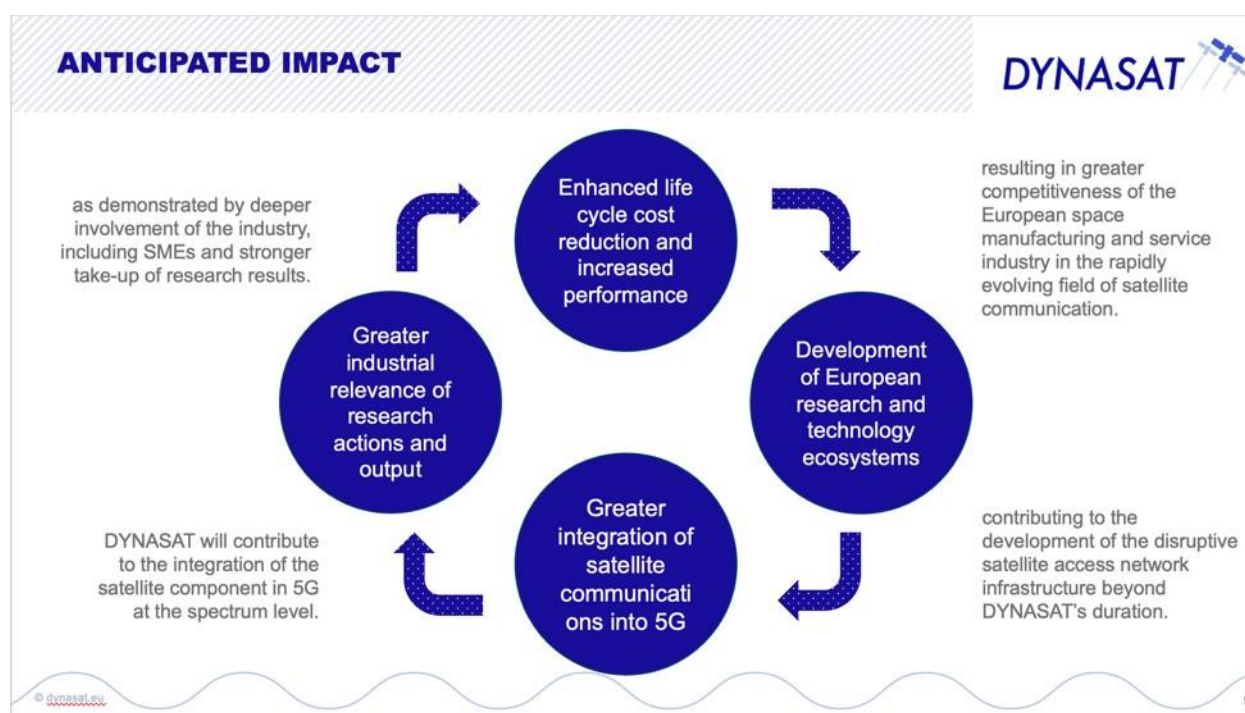 ANTICIPATED IMPACT
DYNASAT
as demonstrated by deeper
involvement of the industry,
including SMEs and stronger
take-up of research results.
Enhanced life
cycle cost
reduction and
increased
performance
resulting in greater
competitiveness of the
European space
manufacturing and service
industry in the rapidly
evolving field of satellite
communication.
Greater
industrial
relevance of
research
actions and
output
Development
of European
research and
technology
ecosystems
DYNASAT will contribute
to the integration of the
satellite component in 5G
at the spectrum level.
Greater
integration of
satellite
communicati
ons into 5G
contributing to the
development of the disruptive
satellite access network
infrastructure beyond
DYNASAT's duration.
© dynasat.eu